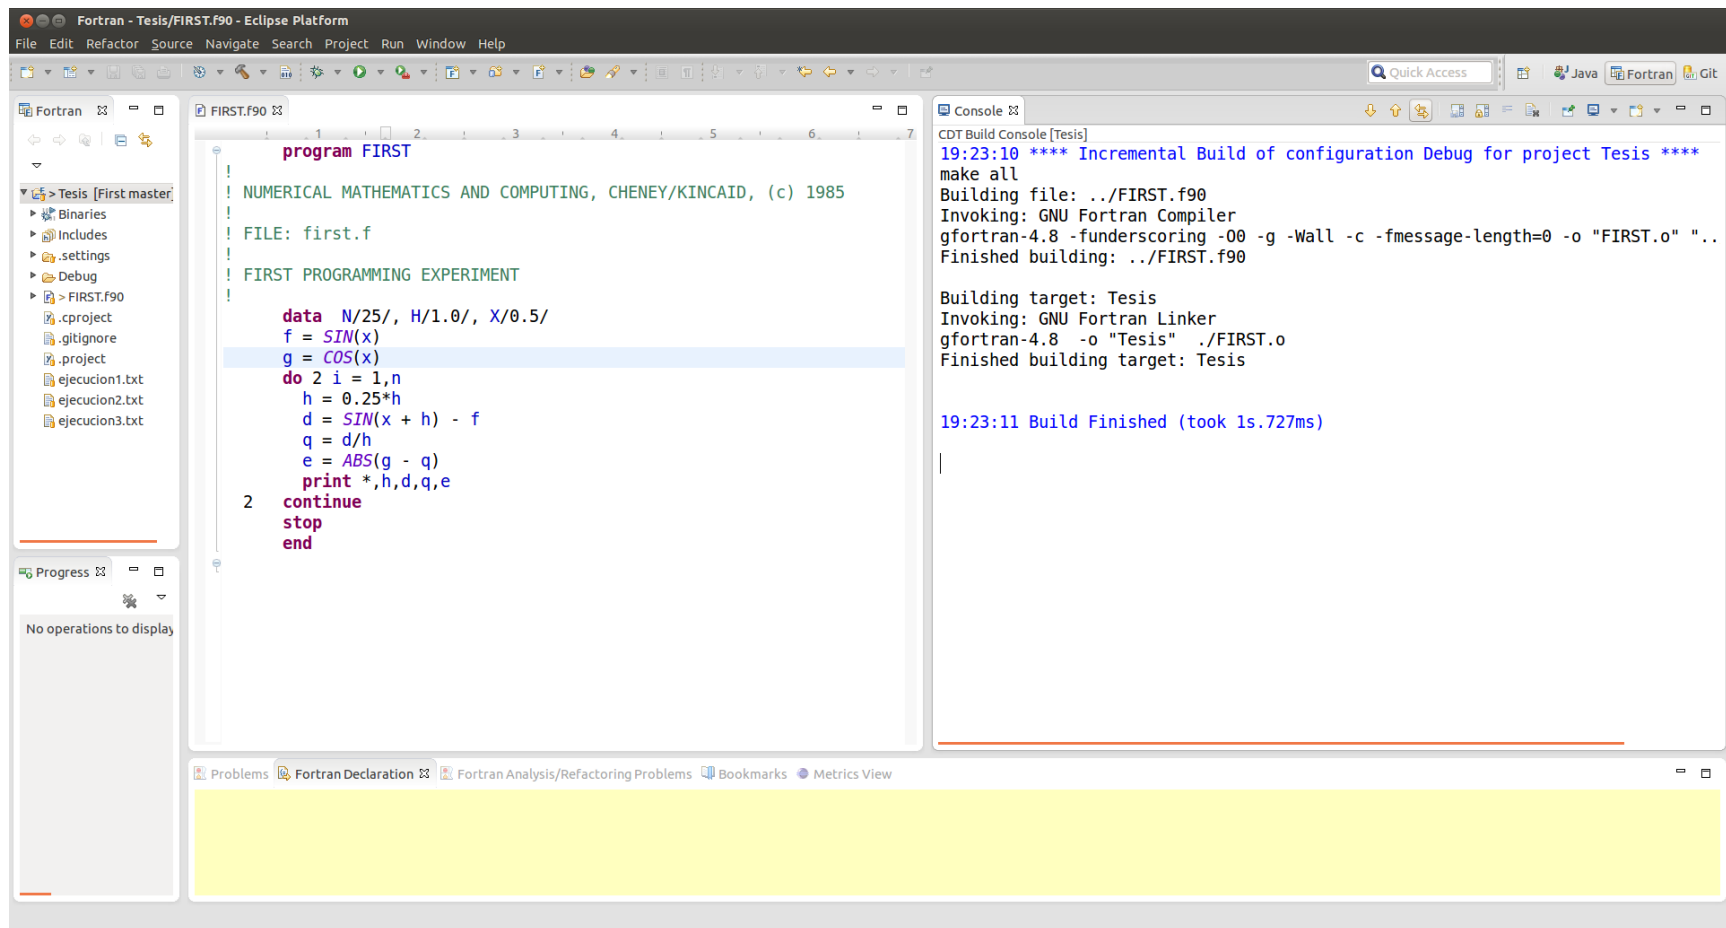 Fortran - Tesis/FIRST.f90 - Eclipse Platform
File Edit Refactor Source Navigate Search Project Run Window Help
Quick Access
Java
Fortran
Git
Fortran
> Tesis [First master]
Binaries
Includes
.settings
Debug
> FIRST.f90
.cproject
.gitignore
.project
ejecucion1.txt
ejecucion2.txt
ejecucion3.txt
Progress
No operations to display
FIRST.f90
1 2 3 4 5 6 7
program FIRST
!
! NUMERICAL MATHEMATICS AND COMPUTING, CHENEY/KINCAID, (c) 1985
!
! FILE: first.f
!
! FIRST PROGRAMMING EXPERIMENT
!
data  N/25/, H/1.0/, X/0.5/
f = SIN(x)
g = COS(x)
do 2 i = 1,n
h = 0.25*h
d = SIN(x + h) - f
q = d/h
e = ABS(g - q)
print *,h,d,q,e
2   continue
stop
end
Console
CDT Build Console [Tesis]
19:23:10 **** Incremental Build of configuration Debug for project Tesis ****
make all
Building file: ../FIRST.f90
Invoking: GNU Fortran Compiler
gfortran-4.8 -funderscoring -O0 -g -Wall -c -fmessage-length=0 -o "FIRST.o" "..
Finished building: ../FIRST.f90
Building target: Tesis
Invoking: GNU Fortran Linker
gfortran-4.8  -o "Tesis"  ./FIRST.o
Finished building target: Tesis
19:23:11 Build Finished (took 1s.727ms)
Problems
Fortran Declaration
Fortran Analysis/Refactoring Problems
Bookmarks
Metrics View